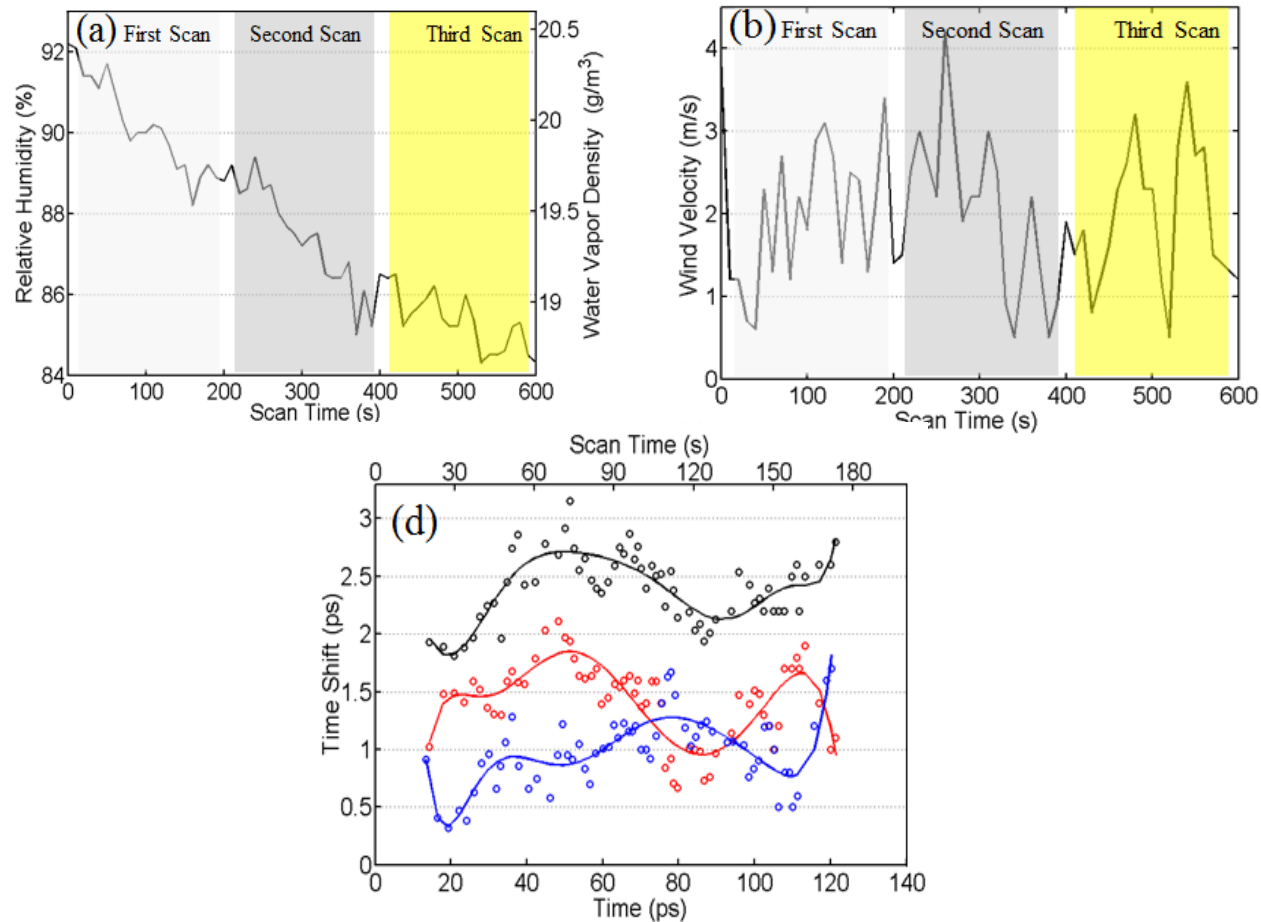 (a) First Scan Second Scan Third Scan
92
90
88
86
84
Relative Humidity (%)
20.5
20
19.5
19
Water Vapor Density (g/m³)
0 100 200 300 400 500 600
Scan Time (s)
(b) First Scan Second Scan Third Scan
4
3
2
1
0
Wind Velocity (m/s)
0 100 200 300 400 500 600
Scan Time (s)
Scan Time (s)
0 30 60 90 120 150 180
(d)
3
2.5
2
1.5
1
0.5
0
Time Shift (ps)
0 20 40 60 80 100 120 140
Time (ps)